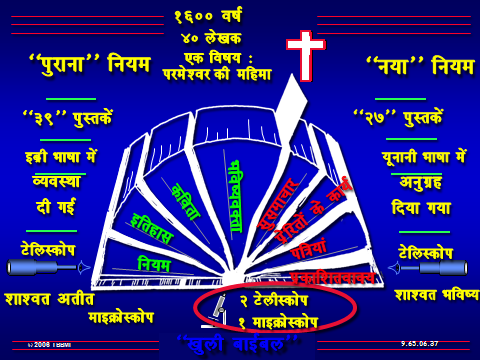 १६०० वर्ष
४० लेखक
एक विषय :
परमेश्वर की महिमा
“पुराना” नियम
“नया” नियम
“३९” पुस्तकें
“२७” पुस्तकें
इब्री भाषा में
यूनानी भाषा में
व्यवस्था
अनुग्रह
दी गई
दिया गया
टेलिस्कोप
टेलिस्कोप
शाश्वत अतीत
शाश्वत भविष्य
माइक्रोस्कोप
नियम
इतिहास
कविता
भविष्यवक्ता
सुसमाचार
प्रेरितों के कार्य
पत्रियां
प्रकाशितवाक्य
२ टेलीस्कोप
१ माइक्रोस्कोप
“खुली बाईबल”
© 2006 TBBMI
9.65.06.37